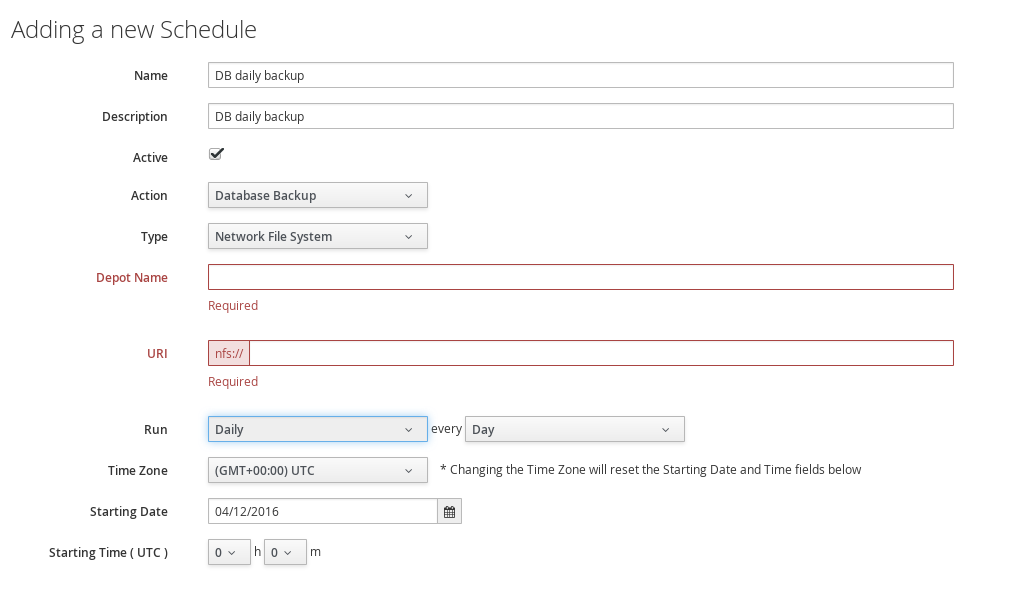 Adding a new Schedule
Name DB daily backup
Description DB daily backup
Active
Action Database Backup
Type Network File System
Depot Name
Required
URI nfs://
Required
Run Daily every Day
Time Zone (GMT+00:00) UTC * Changing the Time Zone will reset the Starting Date and Time fields below
Starting Date 04/12/2016
Starting Time ( UTC ) 0 h 0 m